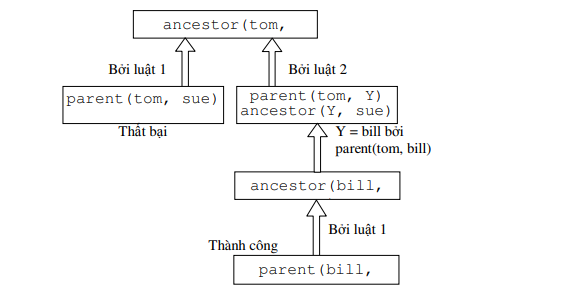 ancestor(tom,
Bởi luật 1
Bởi luật 2
parent(tom, sue)
parent(tom, Y)
ancestor(Y, sue)
Thất bại
Y = bill bởi
parent(tom, bill)
ancestor(bill,
Bởi luật 1
Thành công
parent(bill,